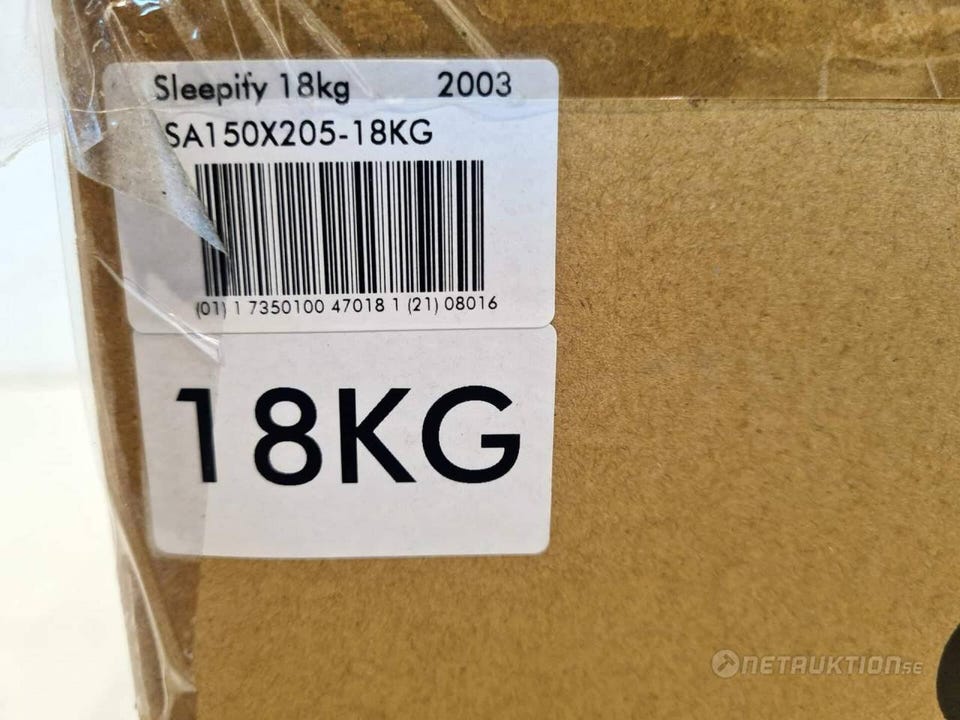 Sleepify 18kg 2003
SA150X205-18KG
(01) 1 7350100 47018 1 (21) 08016
18KG
NETAUKTION.SE